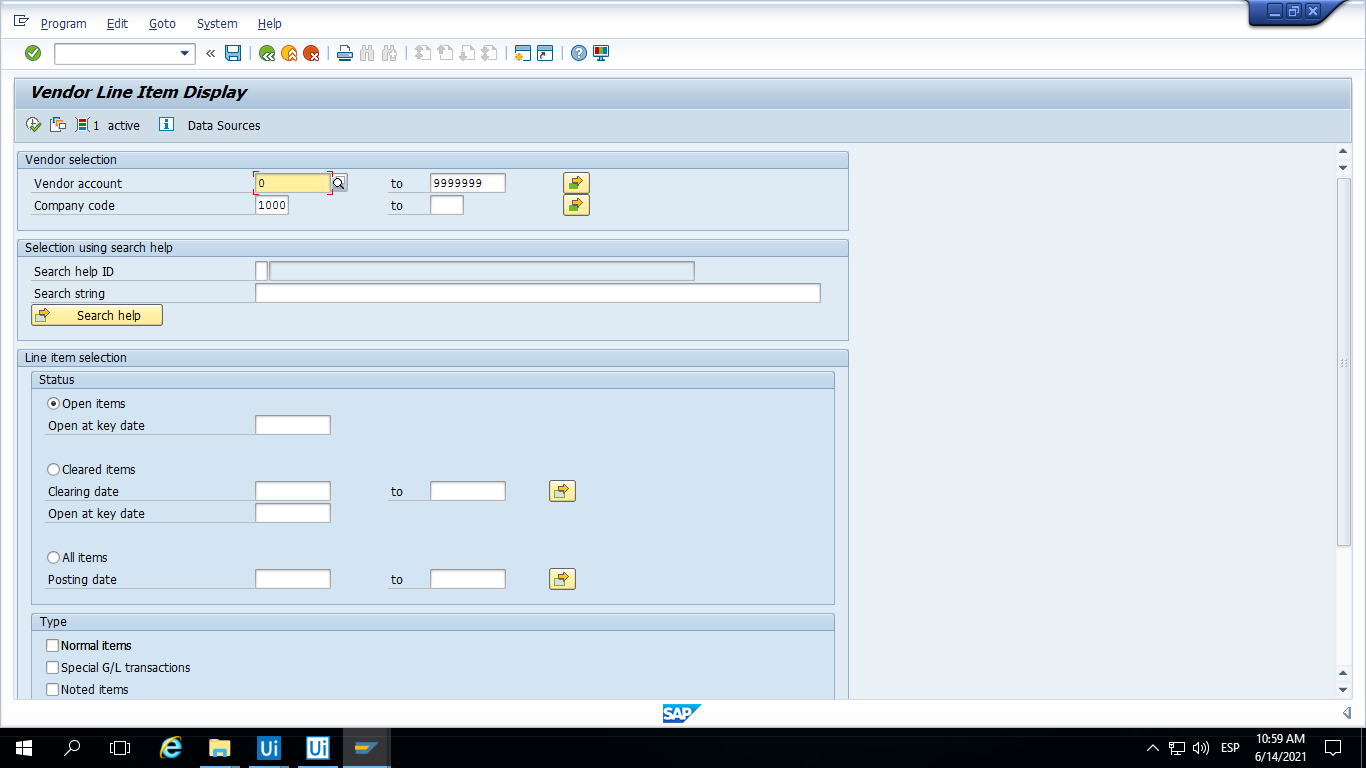 Program Edit Goto System Help
Vendor Line Item Display
1 active Data Sources
Vendor selection
Vendor account 0 to 9999999
Company code 1000 to
Selection using search help
Search help ID
Search string
Search help
Line item selection
Status
Open items
Open at key date
Cleared items
Clearing date to
Open at key date
All items
Posting date to
Type
Normal items
Special G/L transactions
Noted items
SAP
Ui Ui ESP 10:59 AM
6/14/2021